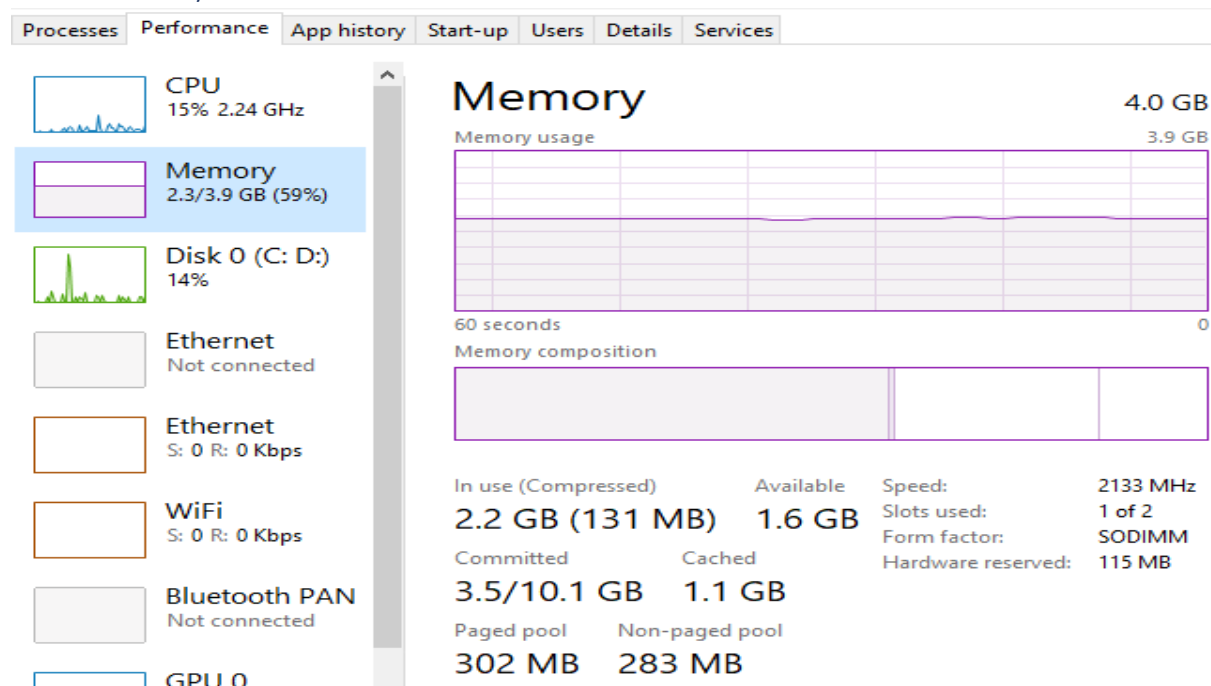 Processes Performance App history Start-up Users Details Services
CPU
15% 2.24 GHz
Memory
2.3/3.9 GB (59%)
Disk 0 (C: D:)
14%
Ethernet
Not connected
Ethernet
S: 0 R: 0 Kbps
WiFi
S: 0 R: 0 Kbps
Bluetooth PAN
Not connected
GPU 0
Memory 4.0 GB
Memory usage 3.9 GB
60 seconds 0
Memory composition
In use (Compressed) Available
2.2 GB (131 MB) 1.6 GB
Committed Cached
3.5/10.1 GB 1.1 GB
Paged pool Non-paged pool
302 MB 283 MB
Speed: 2133 MHz
Slots used: 1 of 2
Form factor: SODIMM
Hardware reserved: 115 MB